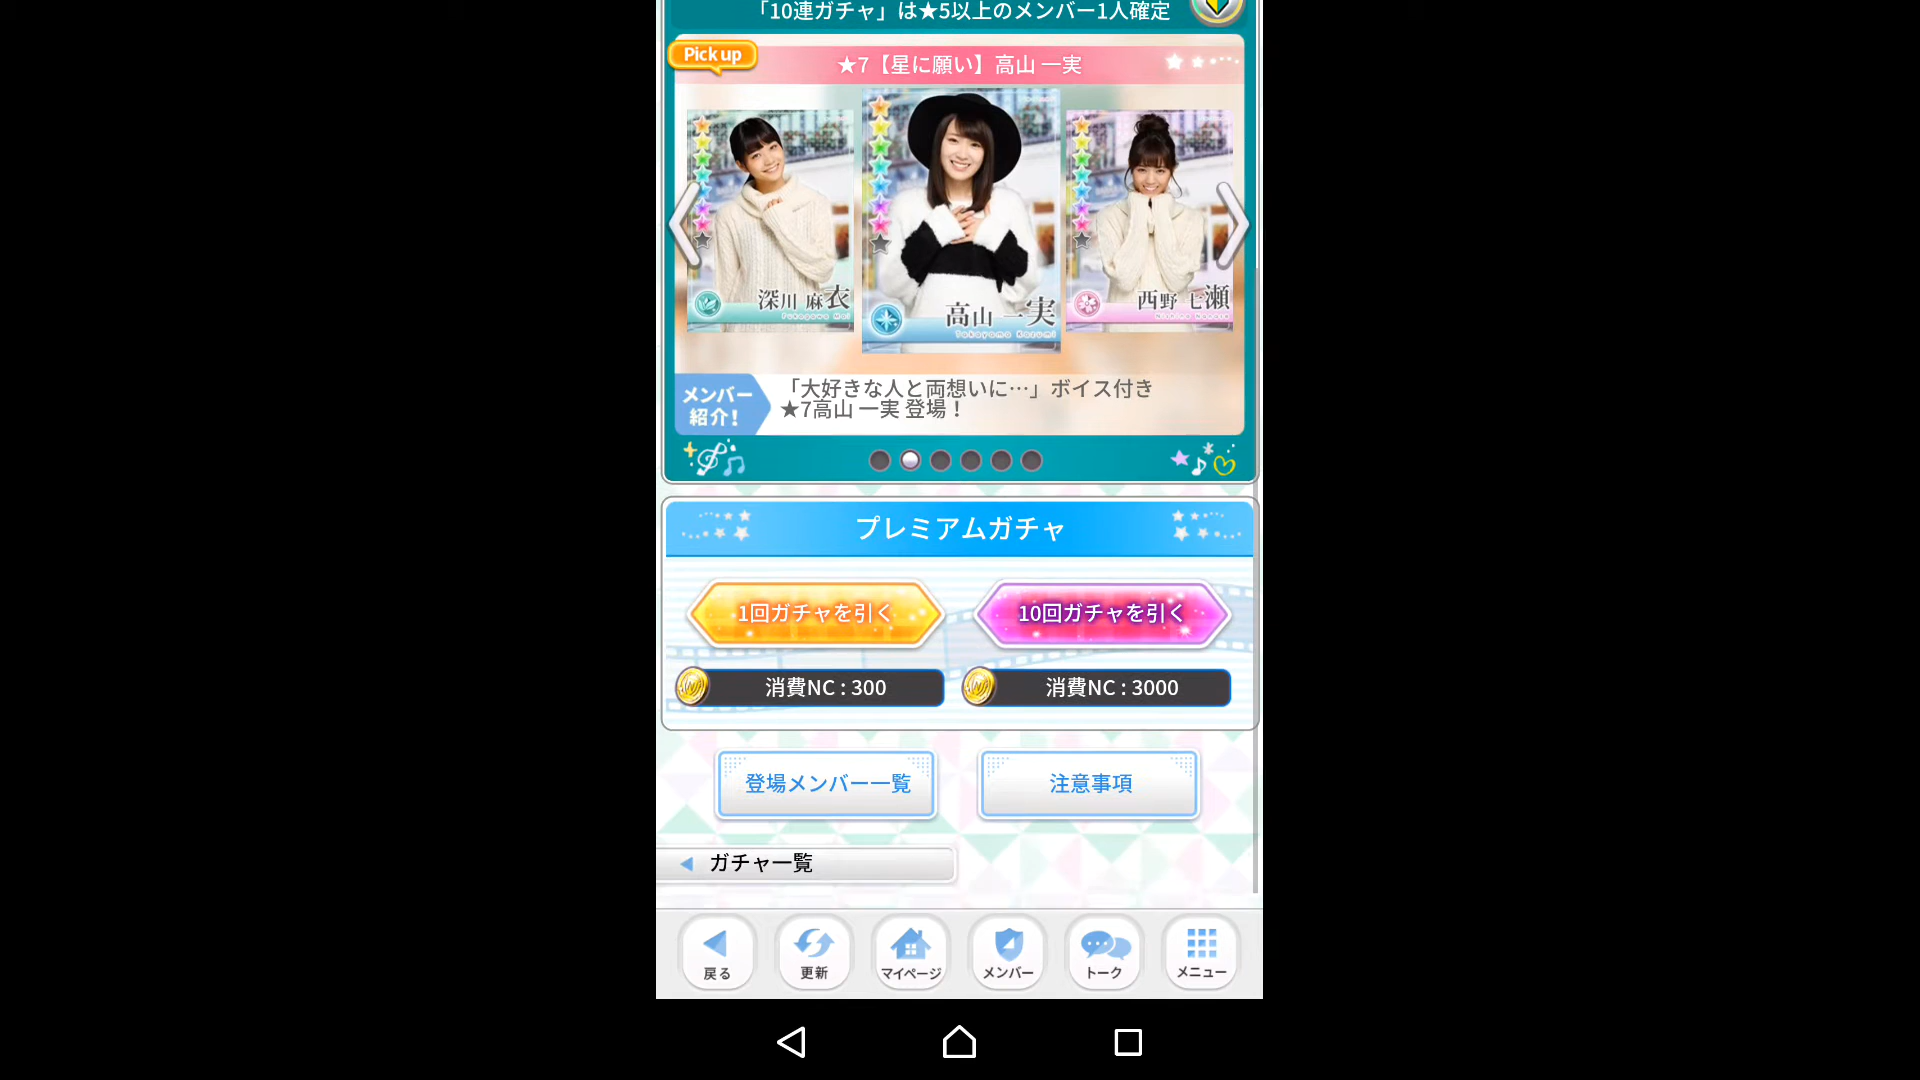 「10連ガチャ」は★5以上のメンバー1人確定
Pick up
★7【星に願い】高山 一実
深川 麻衣
Fukagawa Mai
高山 一実
Takayama Kazumi
西野 七瀬
Nishino Nanase
メンバー
紹介!
「大好きな人と両想いに…」ボイス付き
★7高山 一実 登場！
プレミアムガチャ
1回ガチャを引く
10回ガチャを引く
消費NC : 300
消費NC : 3000
登場メンバー一覧
注意事項
ガチャ一覧
戻る
更新
マイページ
メンバー
トーク
メニュー